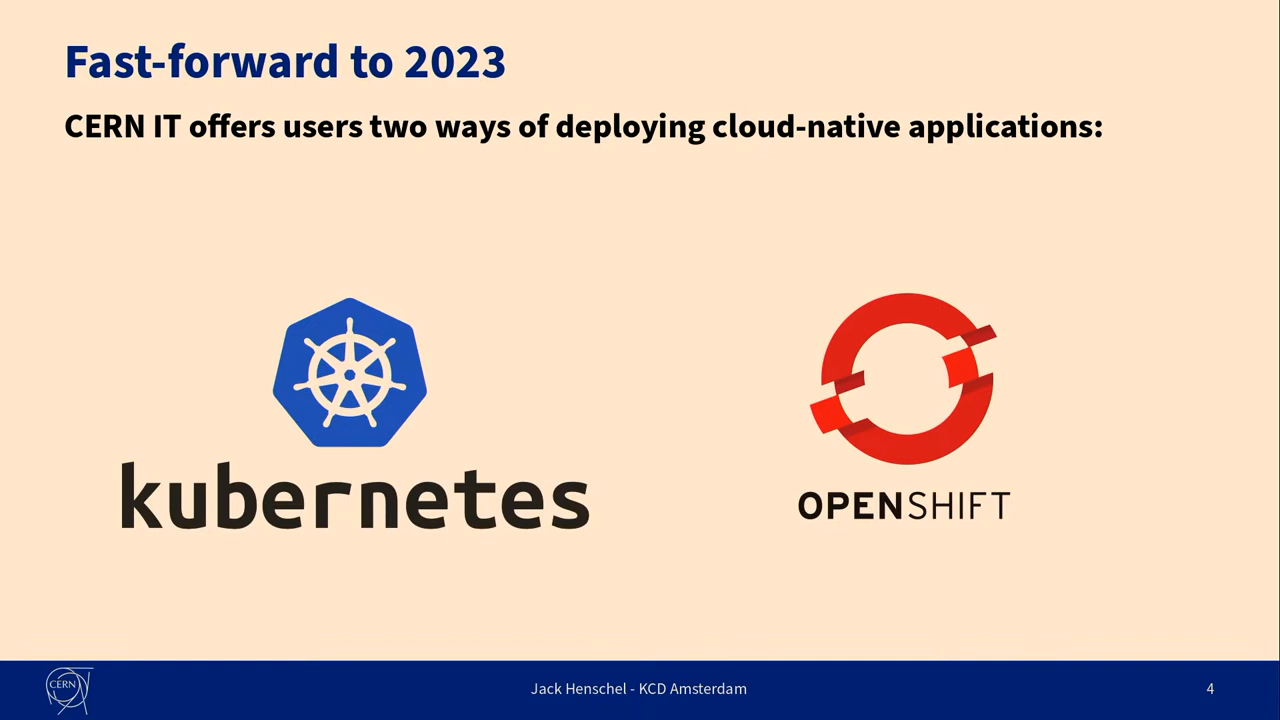 Fast-forward to 2023
CERN IT offers users two ways of deploying cloud-native applications:
kubernetes
OPENSHIFT
CERN
Jack Henschel - KCD Amsterdam
4